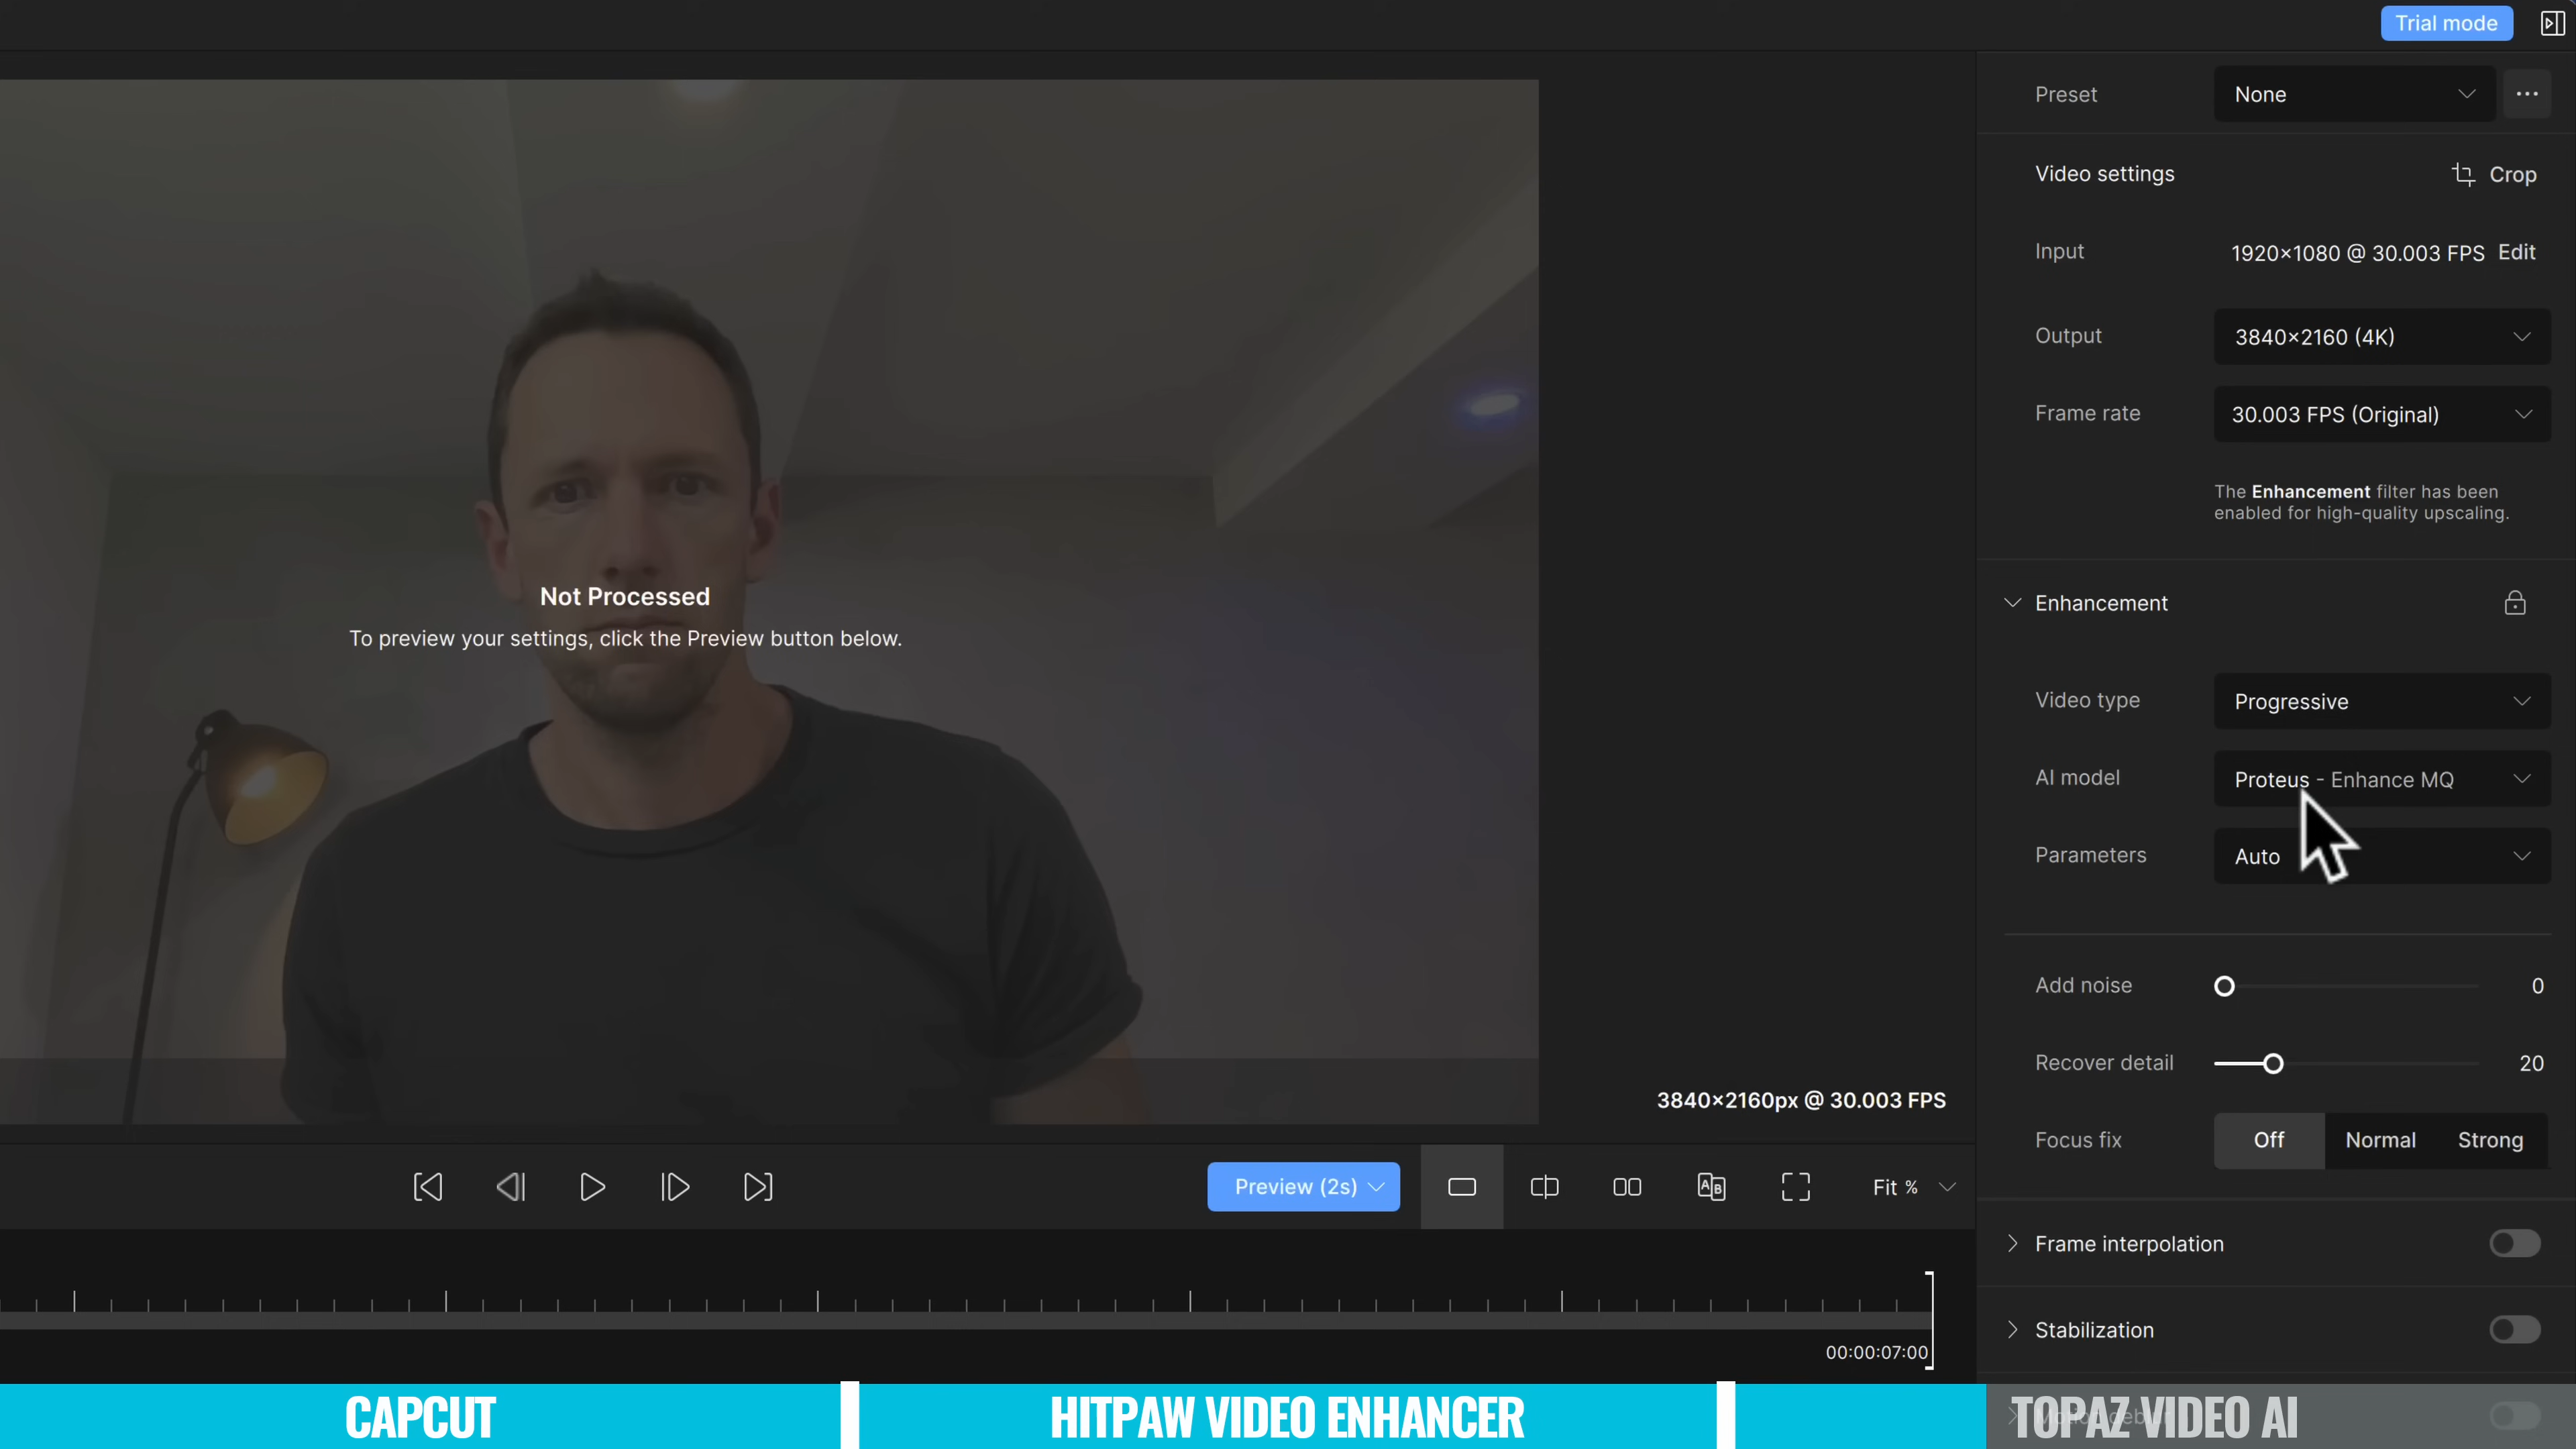 Trial mode
Preset
None
Video settings
Crop
Input
1920×1080 @ 30.003 FPS
Edit
Output
3840×2160 (4K)
Frame rate
30.003 FPS (Original)
The Enhancement filter has been
enabled for high-quality upscaling.
Not Processed
To preview your settings, click the Preview button below.
Enhancement
Video type
Progressive
AI model
Proteus - Enhance MQ
Parameters
Auto
Add noise
0
Recover detail
20
3840×2160px @ 30.003 FPS
Focus fix
Off
Normal
Strong
Preview (2s)
AB
Fit %
Frame interpolation
Stabilization
00:00:07:00
CAPCUT
HITPAW VIDEO ENHANCER
TOPAZ VIDEO AI